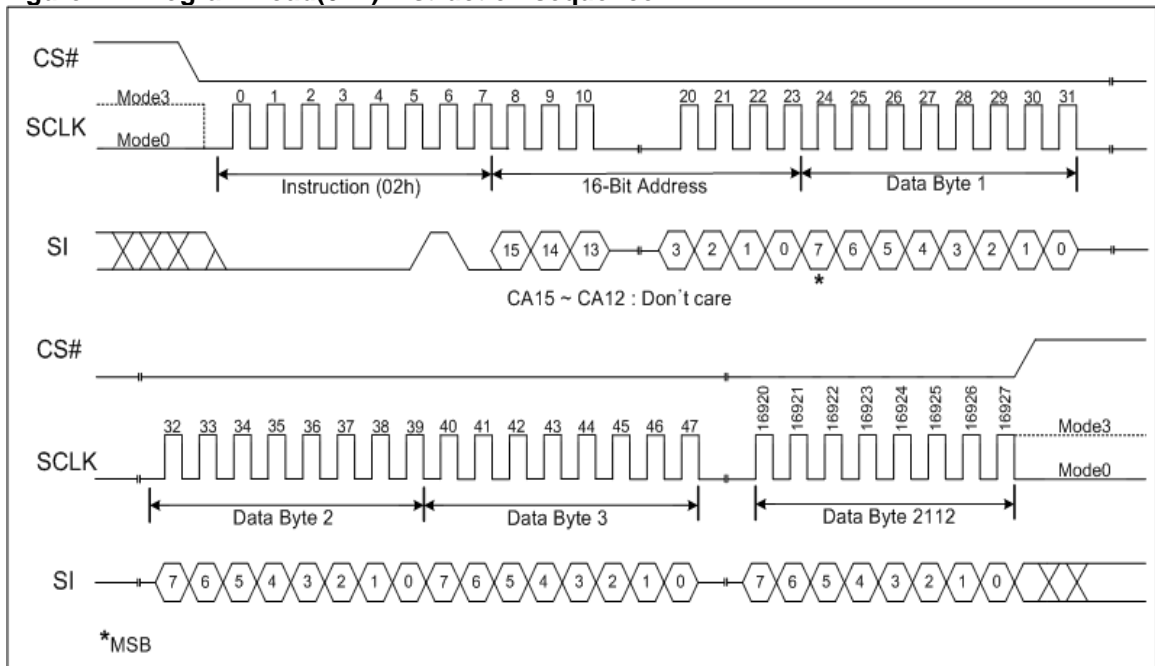 CS#
Mode3
0 1 2 3 4 5 6 7 8 9 10 20 21 22 23 24 25 26 27 28 29 30 31
SCLK
Mode0
Instruction (02h) 16-Bit Address Data Byte 1
SI 15 14 13 3 2 1 0 7 6 5 4 3 2 1 0
*
CA15 ~ CA12 : Don`t care
CS#
16920 16921 16922 16923 16924 16925 16926 16927
32 33 34 35 36 37 38 39 40 41 42 43 44 45 46 47
Mode3
SCLK
Mode0
Data Byte 2 Data Byte 3 Data Byte 2112
SI 7 6 5 4 3 2 1 0 7 6 5 4 3 2 1 0 7 6 5 4 3 2 1 0
*MSB